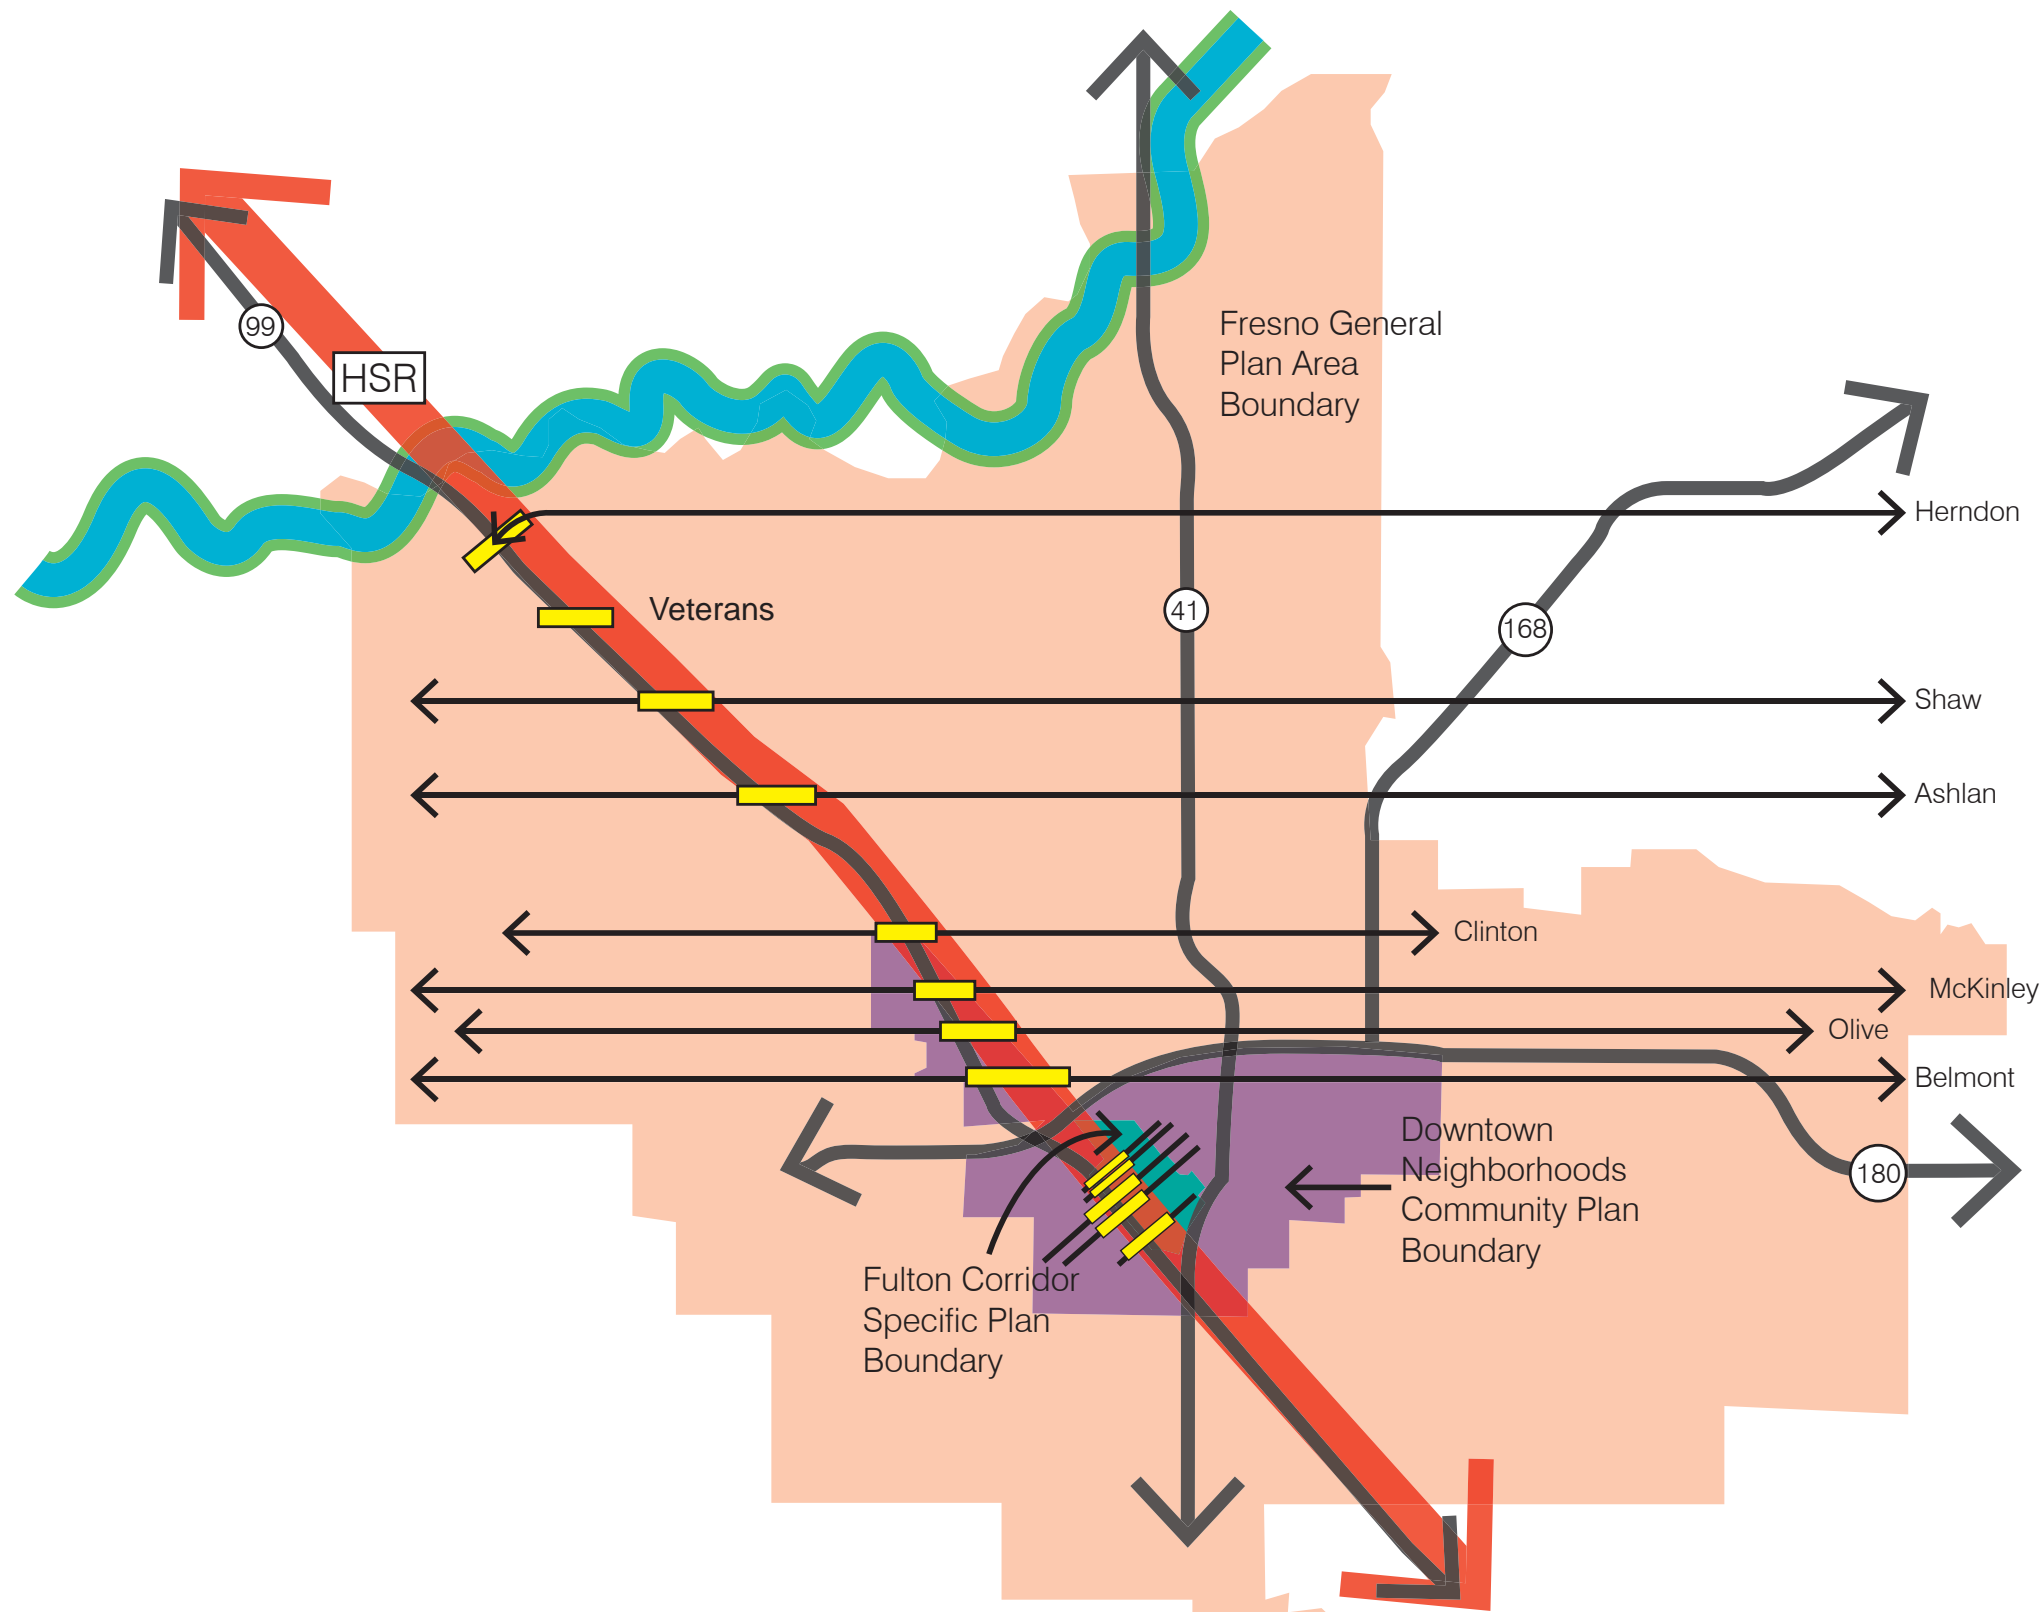 99
HSR
Fresno General
Plan Area
Boundary
Herndon
Veterans
41
168
Shaw
Ashlan
Clinton
McKinley
Olive
Belmont
Downtown
Neighborhoods
Community Plan
Boundary
180
Fulton Corridor
Specific Plan
Boundary